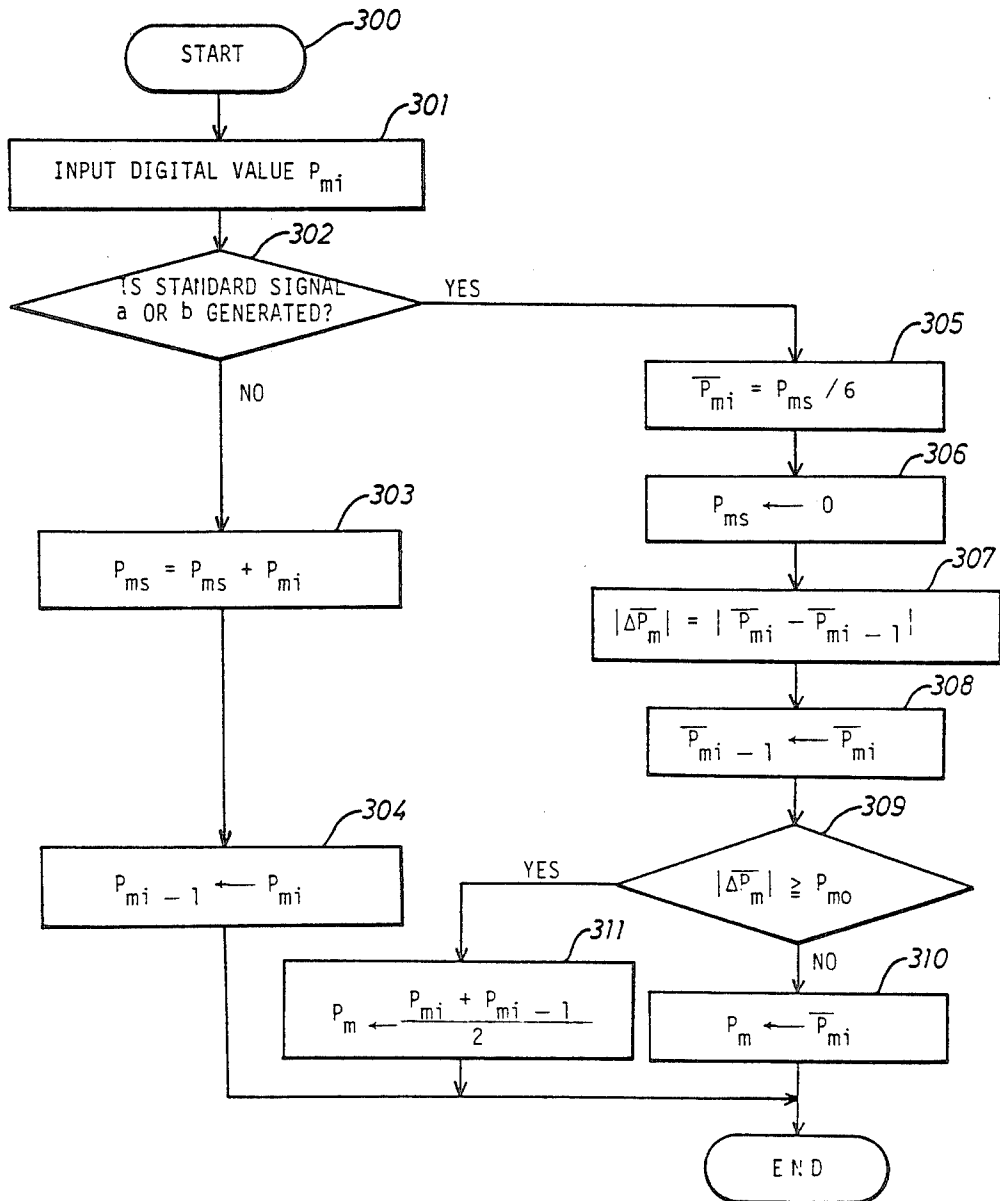 300
START
301
INPUT DIGITAL VALUE P_mi
302
IS STANDARD SIGNAL
a OR b GENERATED?
YES
NO
305
P̅_mi = P_ms / 6
306
P_ms ← 0
303
P_ms = P_ms + P_mi
307
|ΔP̅_m| = | P̅_mi − P̅_mi − 1|
308
P̅_mi − 1 ← P̅_mi
304
P_mi − 1 ← P_mi
309
|ΔP̅_m| ≧ P_mo
YES
NO
311
P_m ← (P_mi + P_mi − 1) / 2
310
P_m ← P̅_mi
END